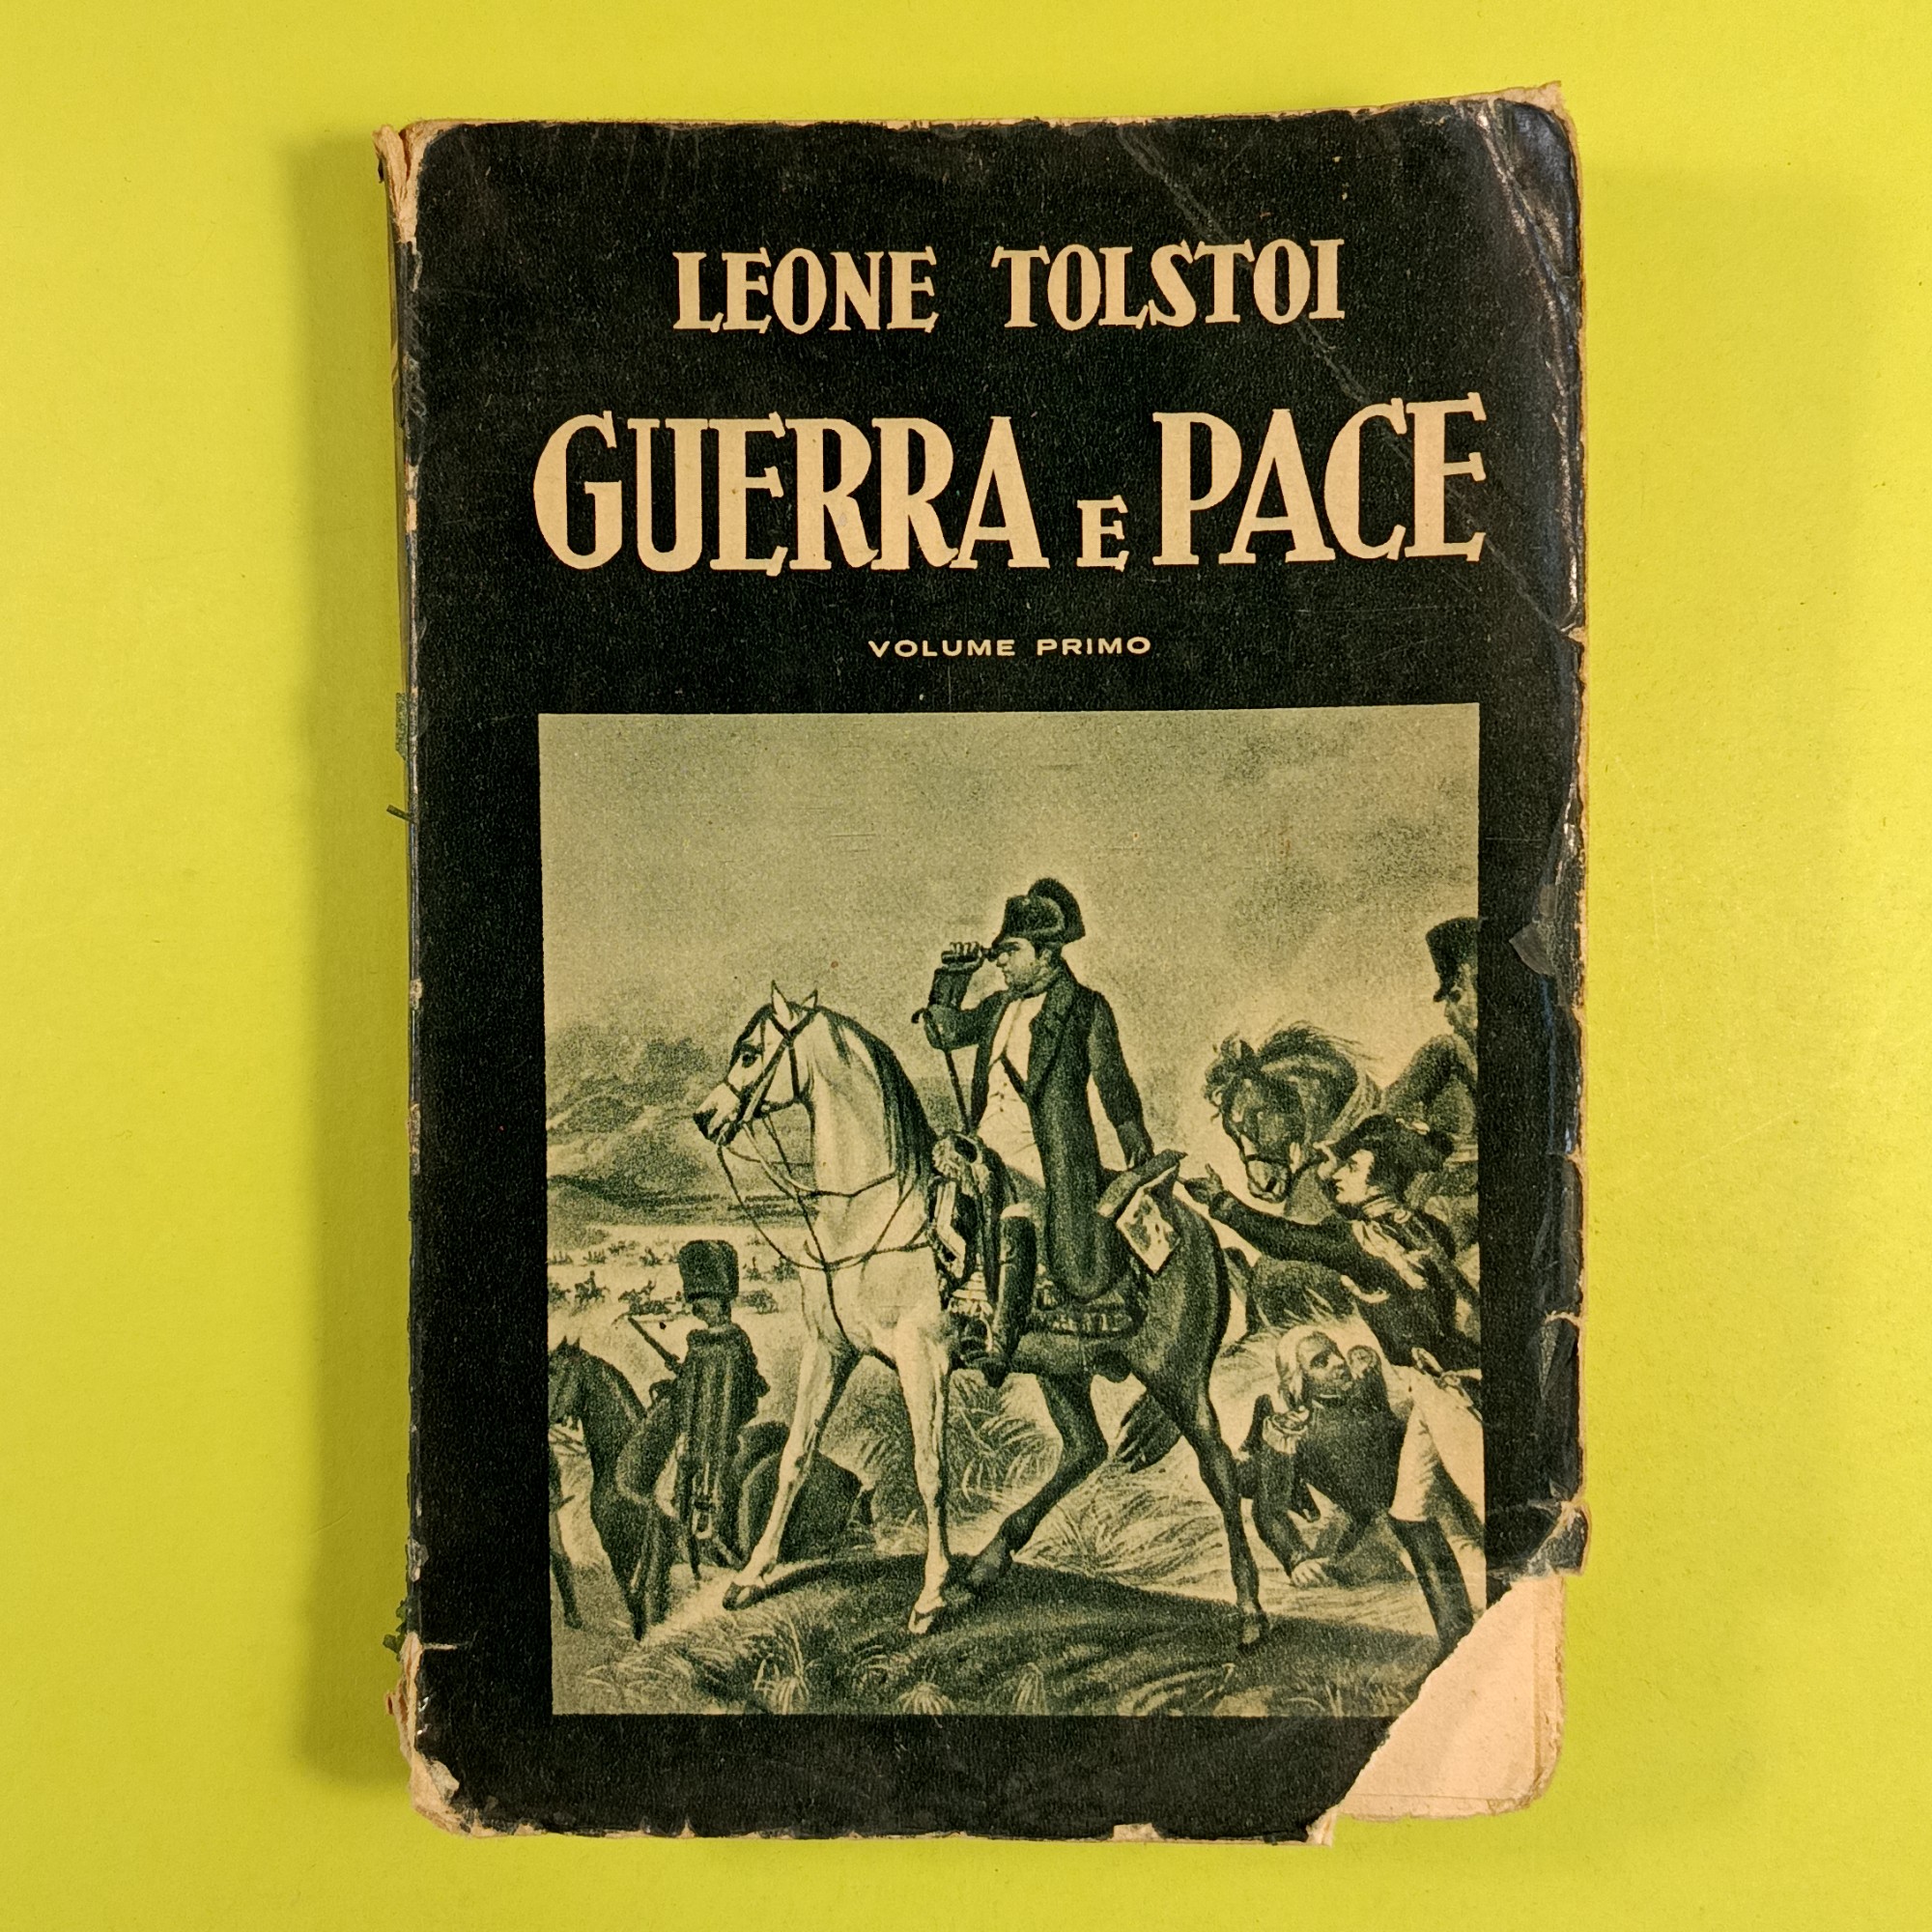 LEONE TOLSTOI
GUERRA E PACE
VOLUME PRIMO